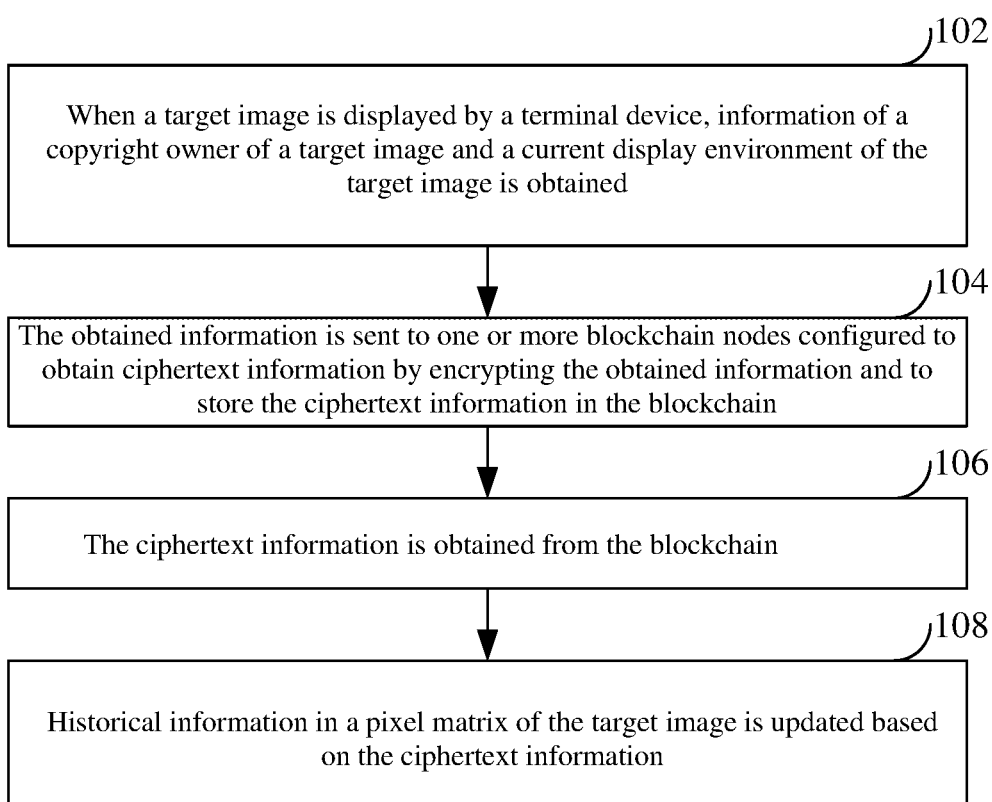 102
When a target image is displayed by a terminal device, information of a
copyright owner of a target image and a current display environment of the
target image is obtained
104
The obtained information is sent to one or more blockchain nodes configured to
obtain ciphertext information by encrypting the obtained information and to
store the ciphertext information in the blockchain
106
The ciphertext information is obtained from the blockchain
108
Historical information in a pixel matrix of the target image is updated based
on the ciphertext information